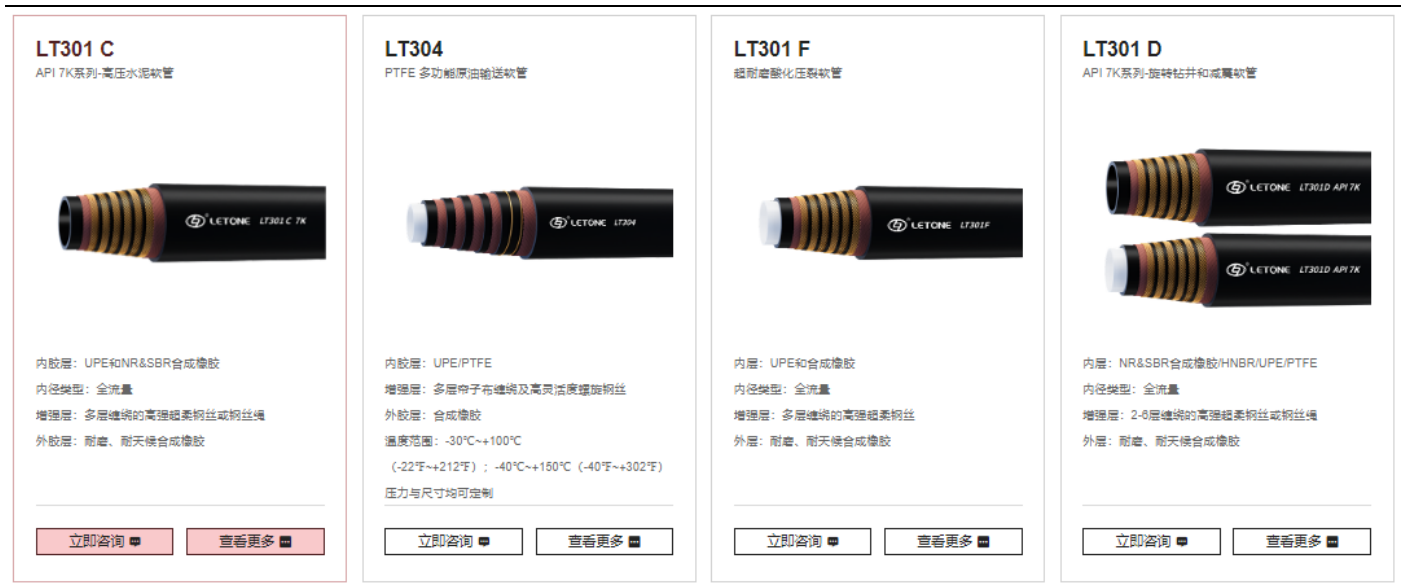 LT301 C
API 7K系列-高压水泥软管
LETONE LT301C 7K
内胶层：UPE和NR&SBR合成橡胶
内径类型：全流量
增强层：多层缠绕的高强超柔钢丝或钢丝绳
外胶层：耐磨、耐天候合成橡胶
立即咨询
查看更多
LT304
PTFE 多功能原油输送软管
LETONE LT304
内胶层：UPE/PTFE
增强层：多层帘子布缠绕及高灵活度螺旋钢丝
外胶层：合成橡胶
温度范围：-30℃~+100℃
（-22℉~+212℉）；-40℃~+150℃（-40℉~+302℉）
压力与尺寸均可定制
立即咨询
查看更多
LT301 F
超耐磨酸化压裂软管
LETONE LT301F
内层：UPE和合成橡胶
内径类型：全流量
增强层：多层缠绕的高强超柔钢丝
外层：耐磨、耐天候合成橡胶
立即咨询
查看更多
LT301 D
API 7K系列-旋转钻井和减震软管
LETONE LT301D API 7K
LETONE LT301D API 7K
内层：NR&SBR合成橡胶/HNBR/UPE/PTFE
内径类型：全流量
增强层：2-6层缠绕的高强超柔钢丝或钢丝绳
外层：耐磨、耐天候合成橡胶
立即咨询
查看更多